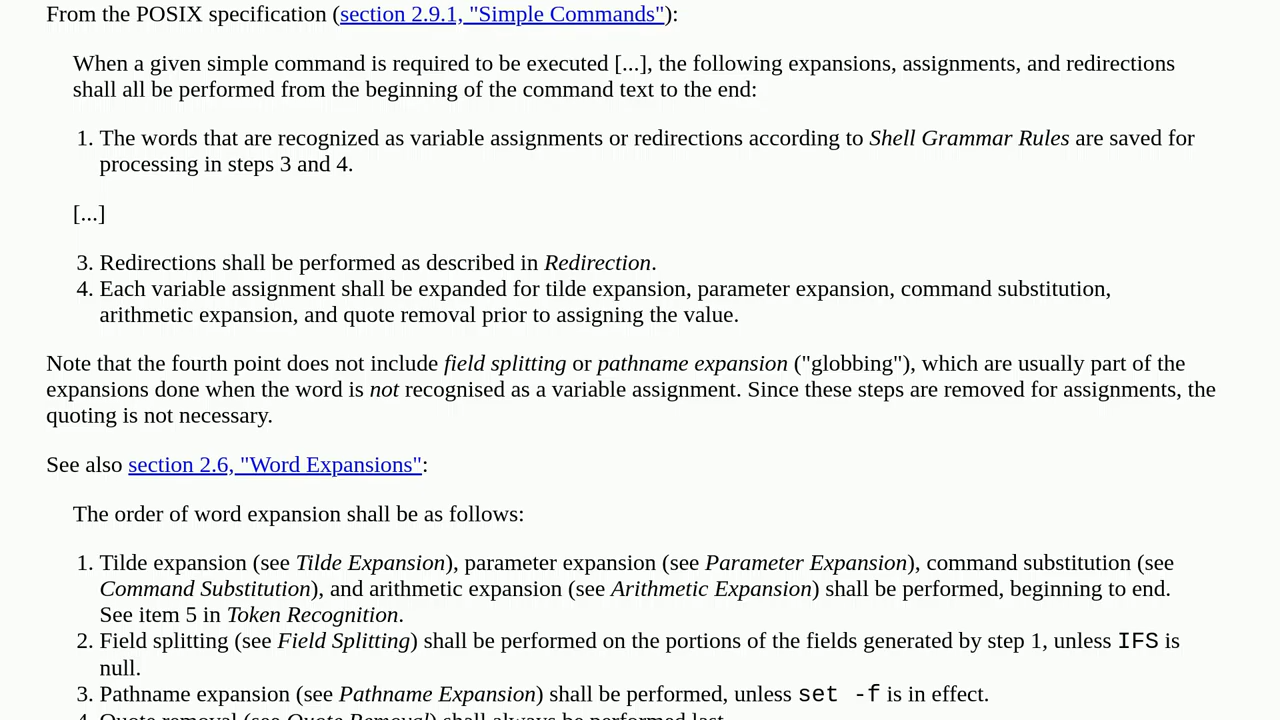 From the POSIX specification (section 2.9.1, "Simple Commands"):
When a given simple command is required to be executed [...], the following expansions, assignments, and redirections
shall all be performed from the beginning of the command text to the end:
1. The words that are recognized as variable assignments or redirections according to Shell Grammar Rules are saved for
processing in steps 3 and 4.
[...]
3. Redirections shall be performed as described in Redirection.
4. Each variable assignment shall be expanded for tilde expansion, parameter expansion, command substitution,
arithmetic expansion, and quote removal prior to assigning the value.
Note that the fourth point does not include field splitting or pathname expansion ("globbing"), which are usually part of the
expansions done when the word is not recognised as a variable assignment. Since these steps are removed for assignments, the
quoting is not necessary.
See also section 2.6, "Word Expansions":
The order of word expansion shall be as follows:
1. Tilde expansion (see Tilde Expansion), parameter expansion (see Parameter Expansion), command substitution (see
Command Substitution), and arithmetic expansion (see Arithmetic Expansion) shall be performed, beginning to end.
See item 5 in Token Recognition.
2. Field splitting (see Field Splitting) shall be performed on the portions of the fields generated by step 1, unless IFS is
null.
3. Pathname expansion (see Pathname Expansion) shall be performed, unless set -f is in effect.
4. Quote removal (see Quote Removal) shall always be performed last.